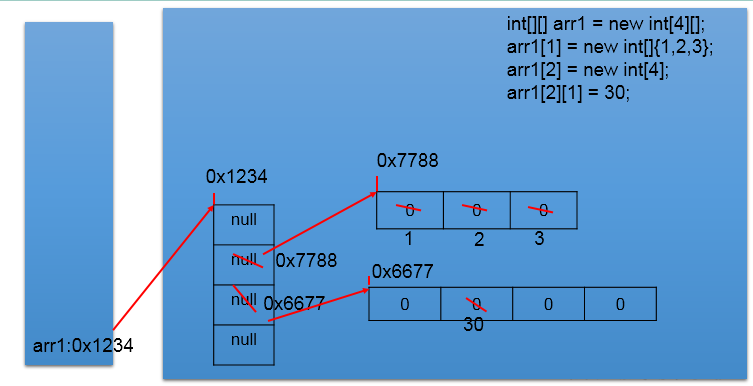 int[][] arr1 = new int[4][];
arr1[1] = new int[]{1,2,3};
arr1[2] = new int[4];
arr1[2][1] = 30;
0x7788
0x1234
null
0 0 0
1 2 3
null 0x7788
0x6677
null 0x6677
0 0 0 0
30
null
arr1:0x1234